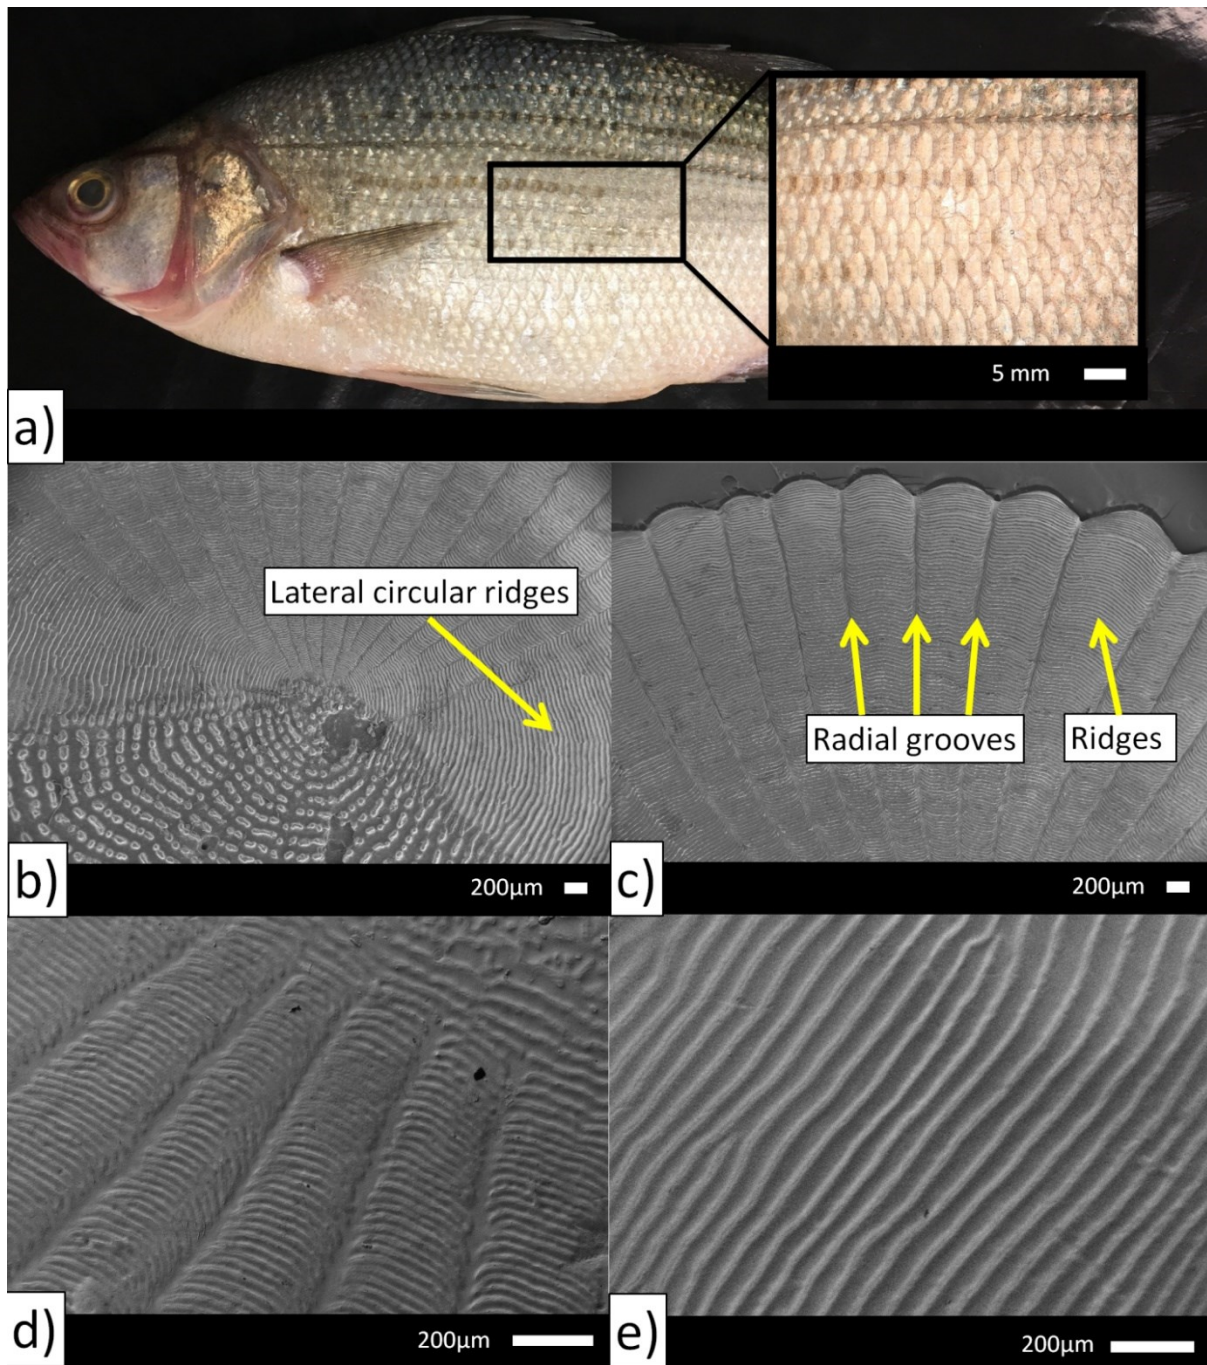 5 mm
a)
Lateral circular ridges
b)
200µm
Radial grooves
Ridges
c)
200µm
d)
200µm
e)
200µm